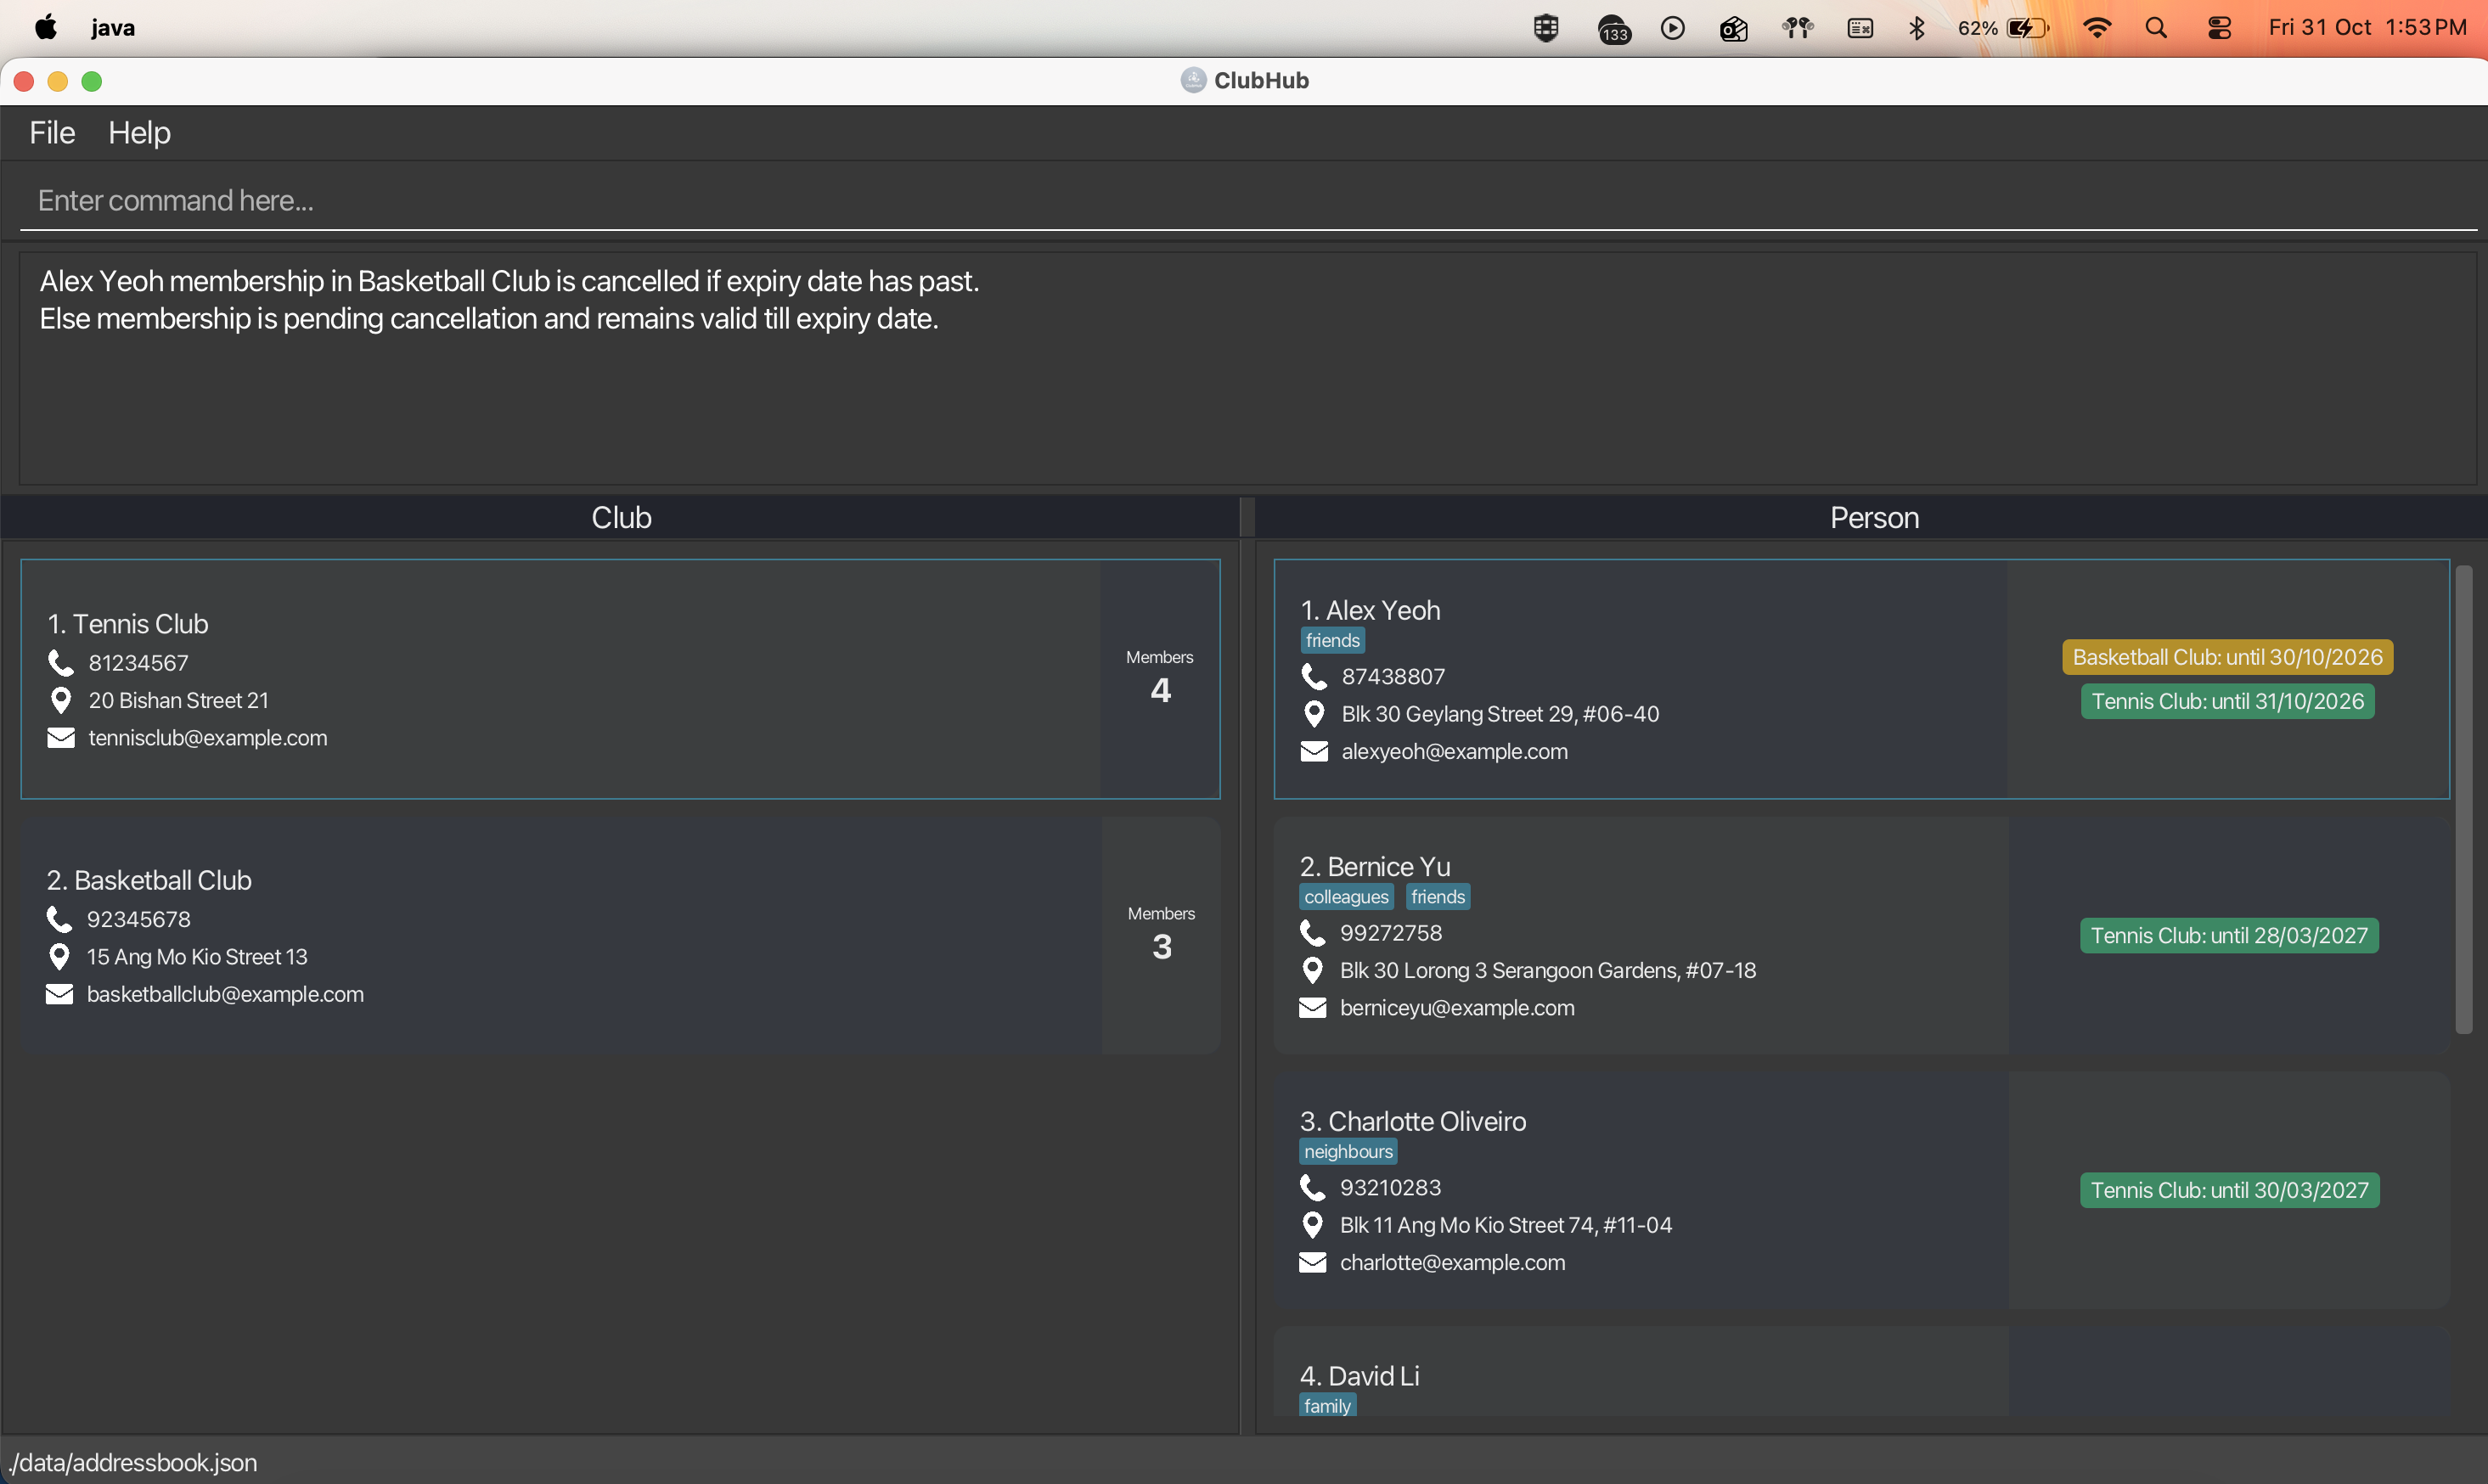 java
133
62%
Fri 31 Oct 1:53 PM
ClubHub
File Help
Enter command here...
Alex Yeoh membership in Basketball Club is cancelled if expiry date has past.
Else membership is pending cancellation and remains valid till expiry date.
Club
1. Tennis Club
81234567
20 Bishan Street 21
tennisclub@example.com
Members
4
2. Basketball Club
92345678
15 Ang Mo Kio Street 13
basketballclub@example.com
Members
3
Person
1. Alex Yeoh
friends
87438807
Blk 30 Geylang Street 29, #06-40
alexyeoh@example.com
Basketball Club: until 30/10/2026
Tennis Club: until 31/10/2026
2. Bernice Yu
colleagues friends
99272758
Blk 30 Lorong 3 Serangoon Gardens, #07-18
berniceyu@example.com
Tennis Club: until 28/03/2027
3. Charlotte Oliveiro
neighbours
93210283
Blk 11 Ang Mo Kio Street 74, #11-04
charlotte@example.com
Tennis Club: until 30/03/2027
4. David Li
family
./data/addressbook.json